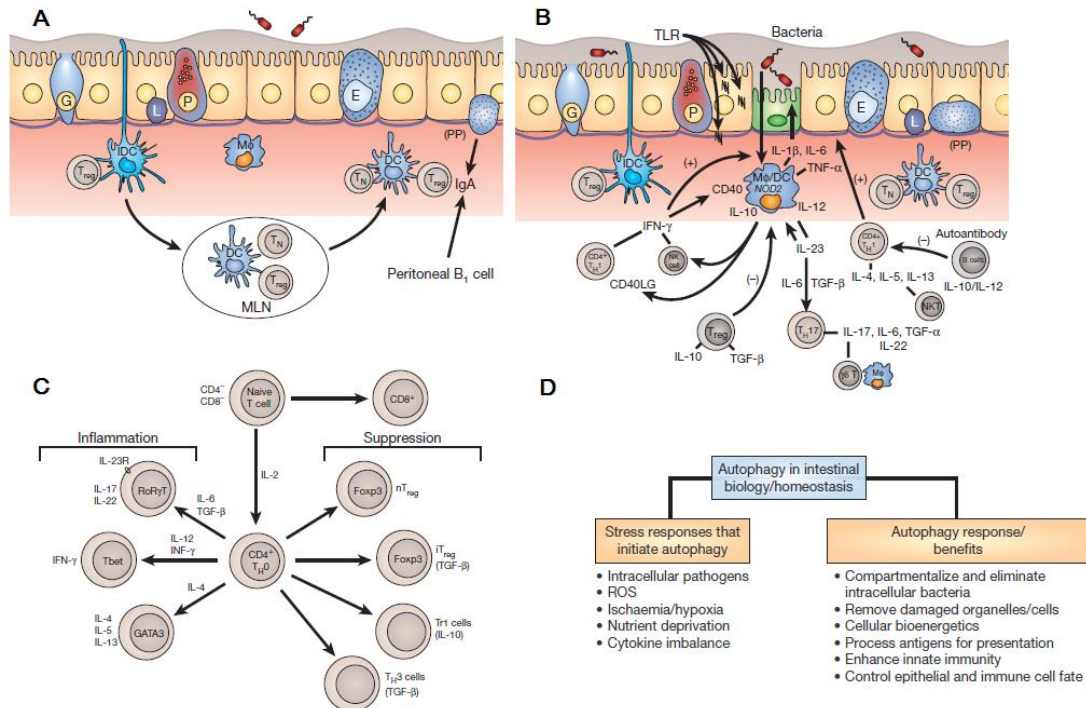 A
G
L
P
E
IDC
Treg
Mo
DC
TN
Treg
(PP)
IgA
DC
TN
Treg
MLN
Peritoneal B1 cell
B
TLR
Bacteria
G
P
E
L
(PP)
IDC
Treg
(+)
IL-1β, IL-6
TNF-α
Mo/DC
NOD2
CD40
IL-10
IL-12
IFN-γ
CD4+
TH1
NK
cell
CD40LG
(–)
Treg
IL-10
TGF-β
IL-23
IL-6
TGF-β
TH17
IL-17, IL-6, TGF-α
IL-22
γδ T
Mo
DC
TN
Treg
(+)
CD4+
TH1
(–)
Autoantibody
B cells
IL-10/IL-12
IL-4, IL-5, IL-13
NKT
C
CD4–
CD8–
Naive
T cell
CD8+
Inflammation
Suppression
IL-2
IL-23R
IL-17
IL-22
RoRγT
IL-6
TGF-β
Foxp3
nTreg
IFN-γ
Tbet
IL-12
INF-γ
CD4+
TH0
Foxp3
iTreg
(TGF-β)
IL-4
IL-4
IL-5
IL-13
GATA3
Tr1 cells
(IL-10)
TH3 cells
(TGF-β)
D
Autophagy in intestinal
biology/homeostasis
Stress responses that
initiate autophagy
• Intracellular pathogens
• ROS
• Ischaemia/hypoxia
• Nutrient deprivation
• Cytokine imbalance
Autophagy response/
benefits
• Compartmentalize and eliminate
intracellular bacteria
• Remove damaged organelles/cells
• Cellular bioenergetics
• Process antigens for presentation
• Enhance innate immunity
• Control epithelial and immune cell fate